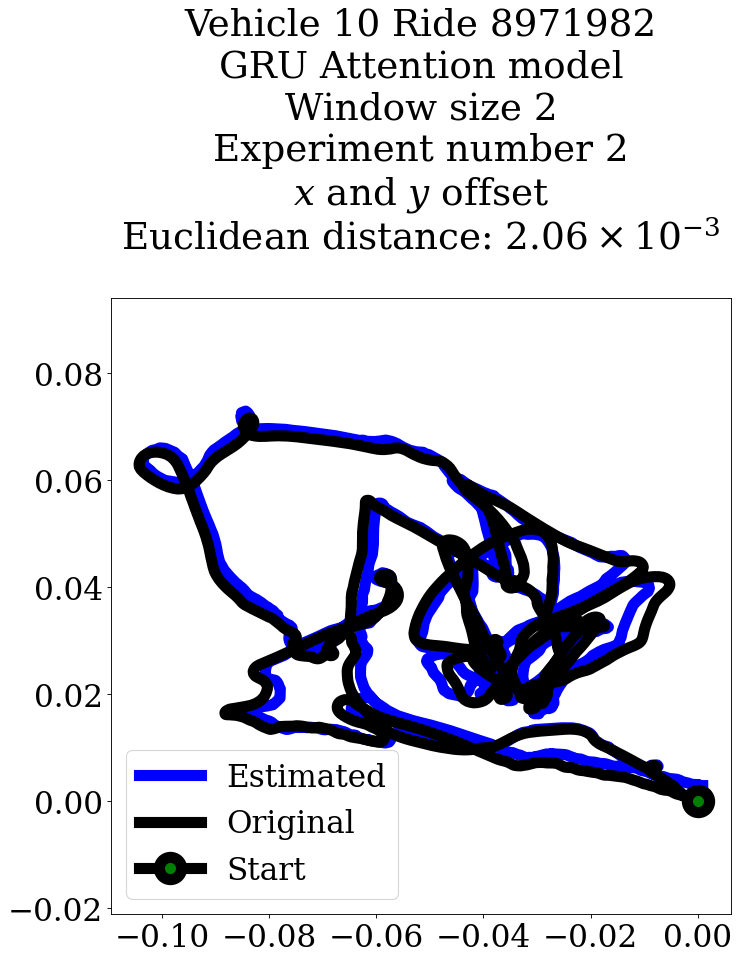 Vehicle 10 Ride 8971982
GRU Attention model
Window size 2
Experiment number 2
x and y offset
Euclidean distance: 2.06 × 10⁻³
0.08
0.06
0.04
0.02
0.00
−0.02
Estimated
Original
Start
−0.10 −0.08 −0.06 −0.04 −0.02 0.00